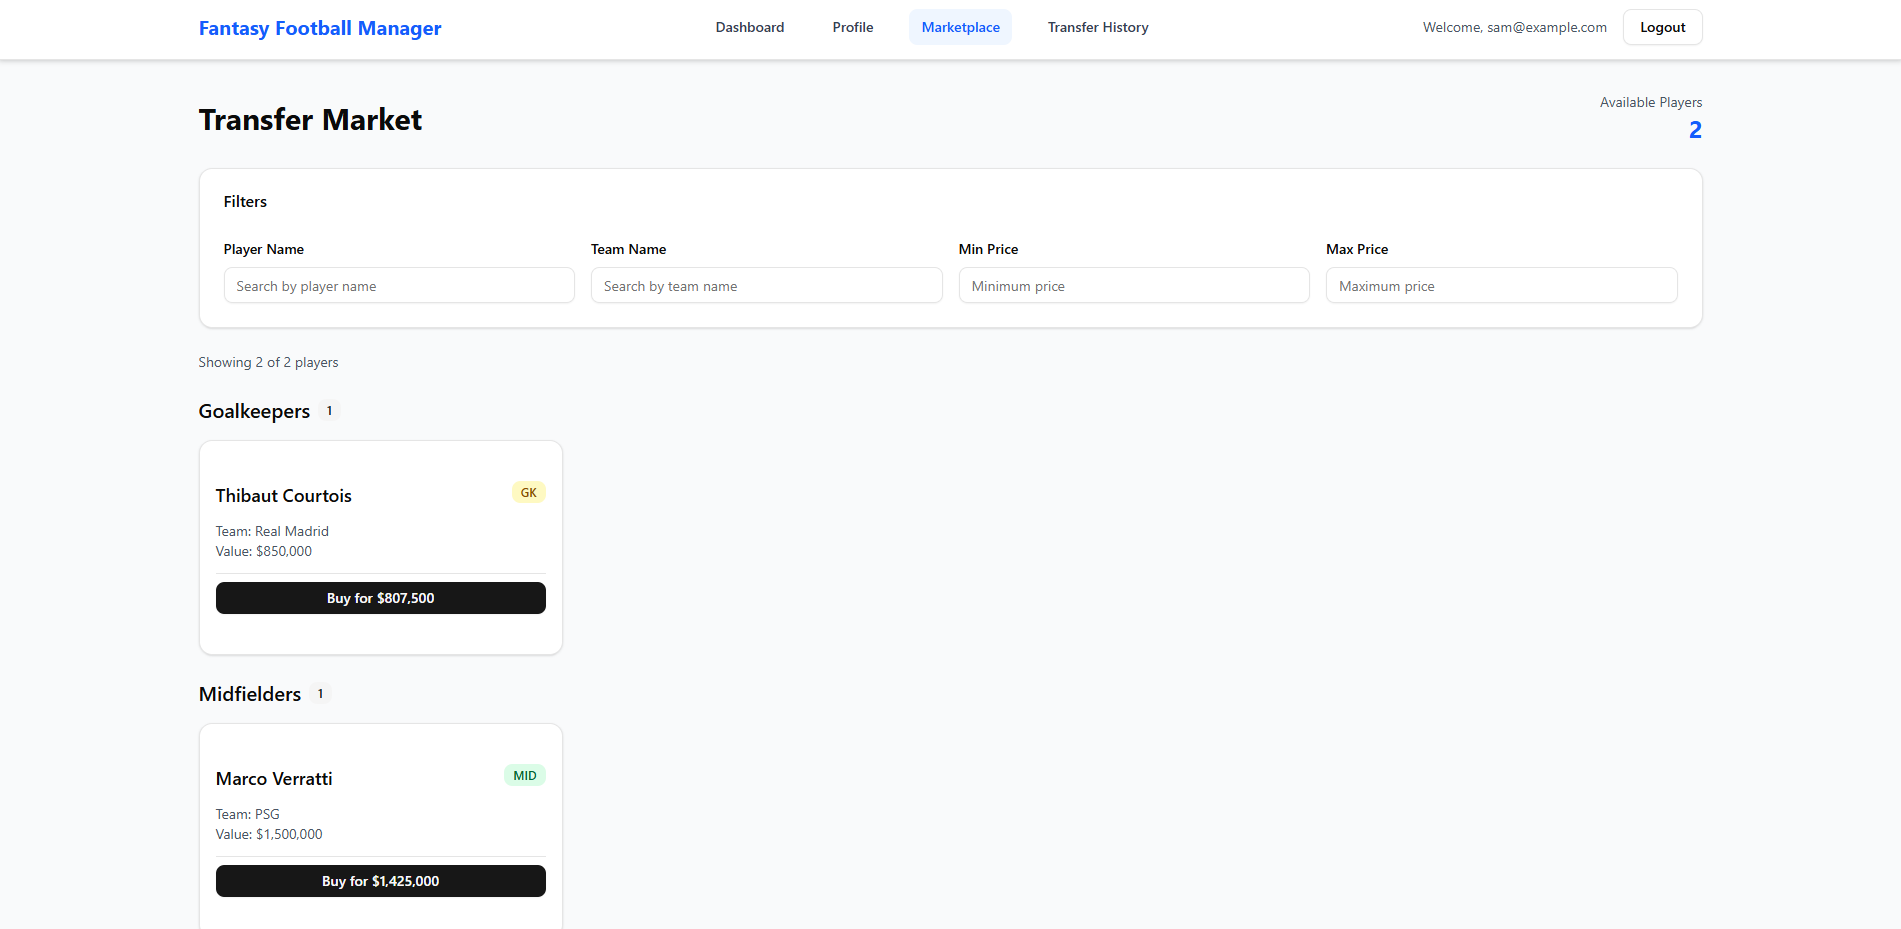 Fantasy Football Manager
Dashboard
Profile
Marketplace
Transfer History
Welcome, sam@example.com
Logout
Transfer Market
Available Players
2
Filters
Player Name
Team Name
Min Price
Max Price
Search by player name
Search by team name
Minimum price
Maximum price
Showing 2 of 2 players
Goalkeepers 1
Thibaut Courtois
GK
Team: Real Madrid
Value: $850,000
Buy for $807,500
Midfielders 1
Marco Verratti
MID
Team: PSG
Value: $1,500,000
Buy for $1,425,000